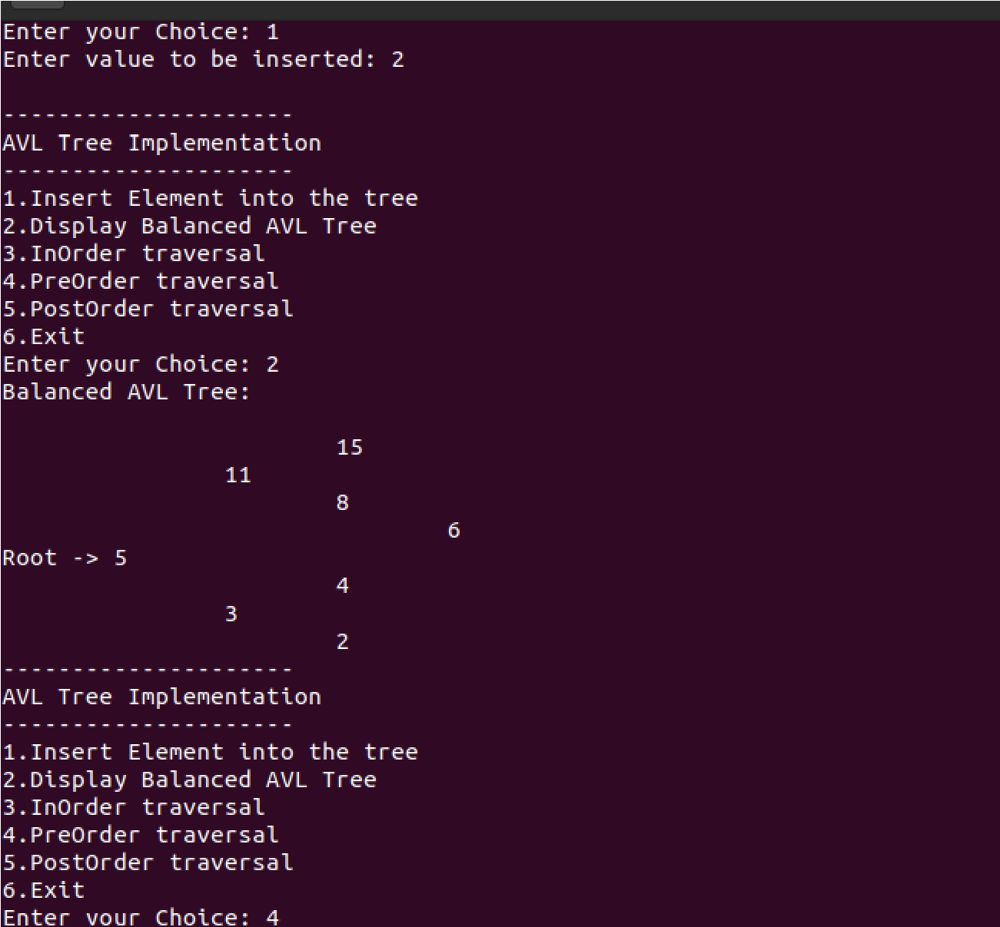 Enter your Choice: 1
Enter value to be inserted: 2

---------------------
AVL Tree Implementation
---------------------
1.Insert Element into the tree
2.Display Balanced AVL Tree
3.InOrder traversal
4.PreOrder traversal
5.PostOrder traversal
6.Exit
Enter your Choice: 2
Balanced AVL Tree:

                        15
                11
                        8
                                6
Root -> 5
                        4
                3
                        2
---------------------
AVL Tree Implementation
---------------------
1.Insert Element into the tree
2.Display Balanced AVL Tree
3.InOrder traversal
4.PreOrder traversal
5.PostOrder traversal
6.Exit
Enter your Choice: 4